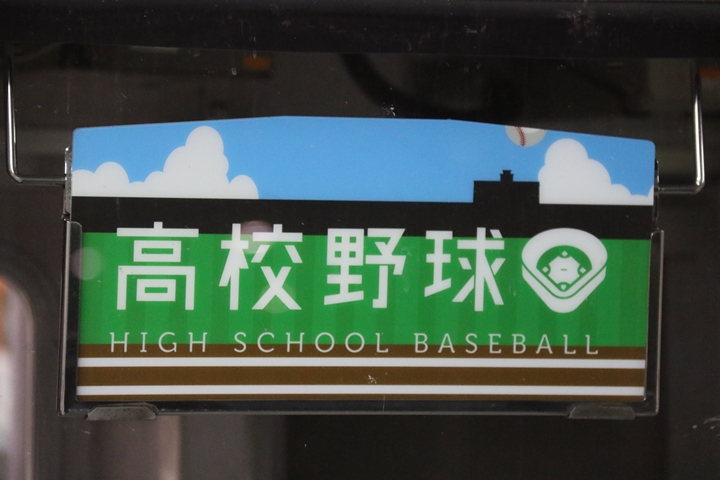 高校野球
HIGH SCHOOL BASEBALL